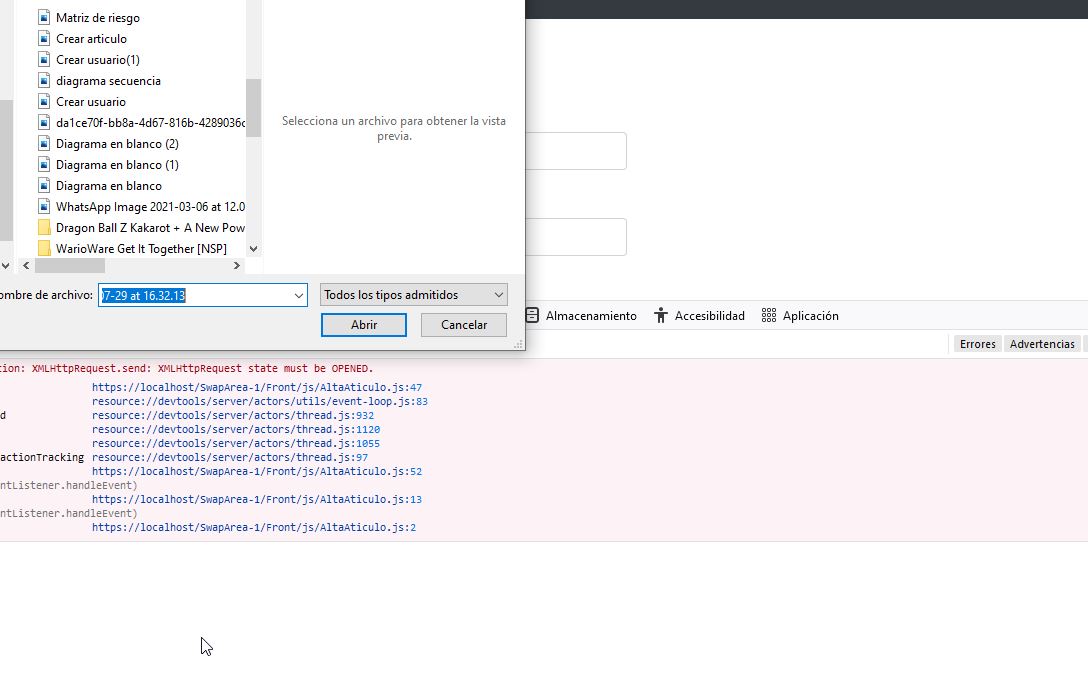 Matriz de riesgo
Crear articulo
Crear usuario(1)
diagrama secuencia
Crear usuario
da1ce70f-bb8a-4d67-816b-4289036c
Diagrama en blanco (2)
Diagrama en blanco (1)
Diagrama en blanco
WhatsApp Image 2021-03-06 at 12.0
Dragon Ball Z Kakarot + A New Pow
WarioWare Get It Together [NSP]
Selecciona un archivo para obtener la vista
previa.
ombre de archivo:
07-29 at 16.32.13
Todos los tipos admitidos
Abrir
Cancelar
Almacenamiento
Accesibilidad
Aplicación
Errores
Advertencias
tion: XMLHttpRequest.send: XMLHttpRequest state must be OPENED.
https://localhost/SwapArea-1/Front/js/AltaAticulo.js:47
resource://devtools/server/actors/utils/event-loop.js:83
d resource://devtools/server/actors/thread.js:932
resource://devtools/server/actors/thread.js:1120
resource://devtools/server/actors/thread.js:1055
actionTracking resource://devtools/server/actors/thread.js:97
https://localhost/SwapArea-1/Front/js/AltaAticulo.js:52
ntListener.handleEvent)
https://localhost/SwapArea-1/Front/js/AltaAticulo.js:13
ntListener.handleEvent)
https://localhost/SwapArea-1/Front/js/AltaAticulo.js:2